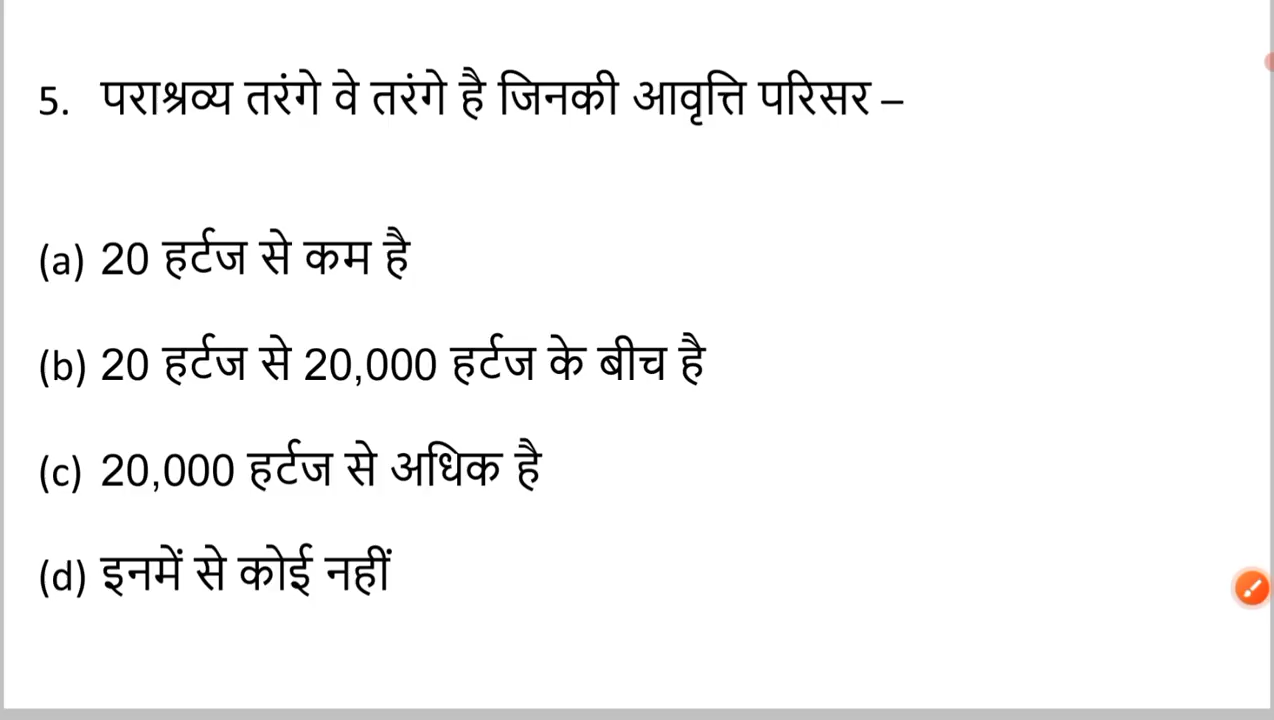 5. पराश्रव्य तरंगे वे तरंगे है जिनकी आवृत्ति परिसर –
(a) 20 हर्टज से कम है
(b) 20 हर्टज से 20,000 हर्टज के बीच है
(c) 20,000 हर्टज से अधिक है
(d) इनमें से कोई नहीं